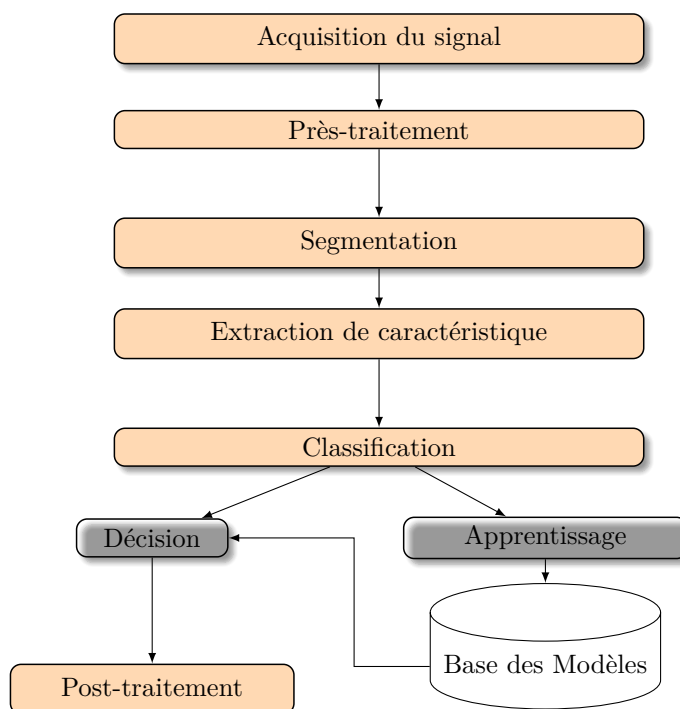 Acquisition du signal
Près-traitement
Segmentation
Extraction de caractéristique
Classification
Décision
Apprentissage
Base des Modèles
Post-traitement